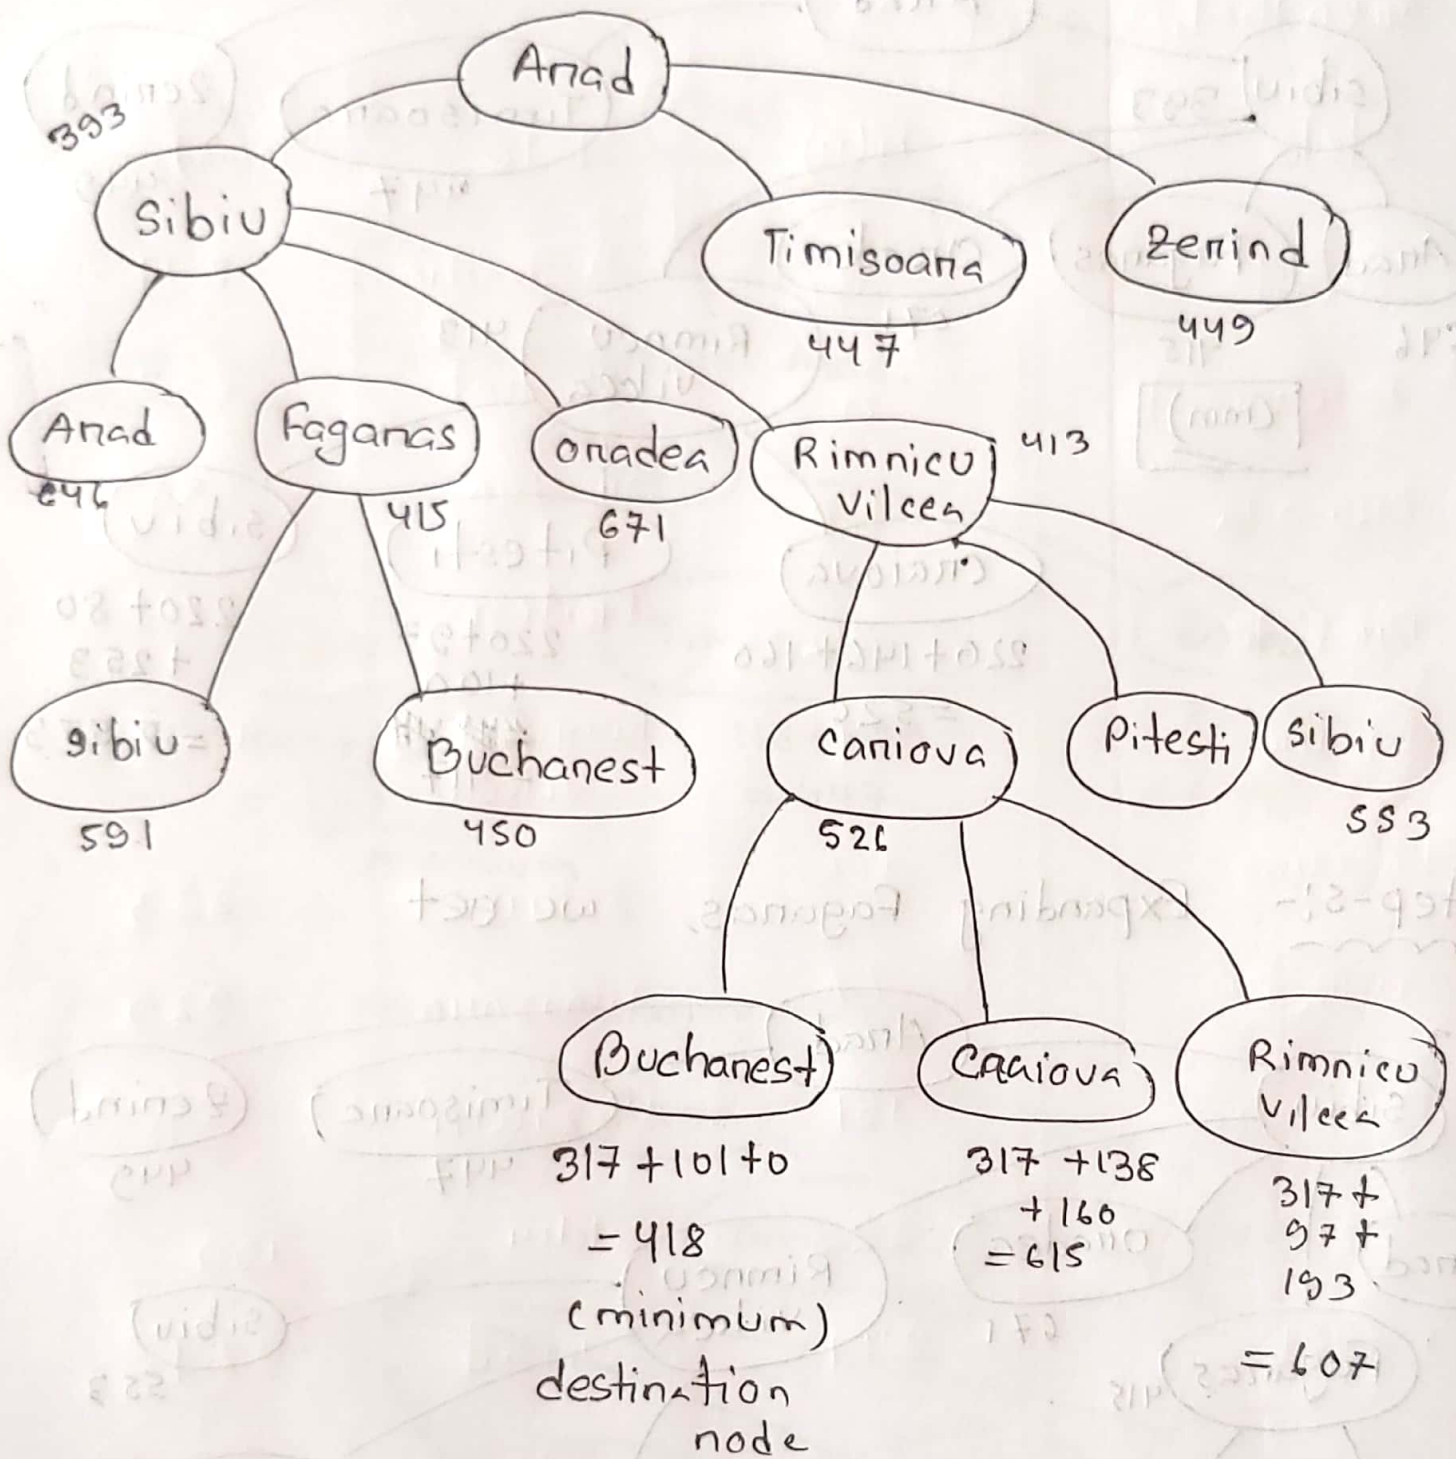 Arad
393
Sibiu
Timisoara
447
Zerind
449
Arad
646
Fagaras
415
oradea
671
Rimnicu
Vilcea
413
sibiu
591
Bucharest
450
Cariova
526
Pitesti
sibiu
553
Bucharest
317 + 101 + 0
= 418
(minimum)
destination
node
317 + 138
+ 160
= 615
Rimnicu
Vilcea
317 +
97 +
193
= 607